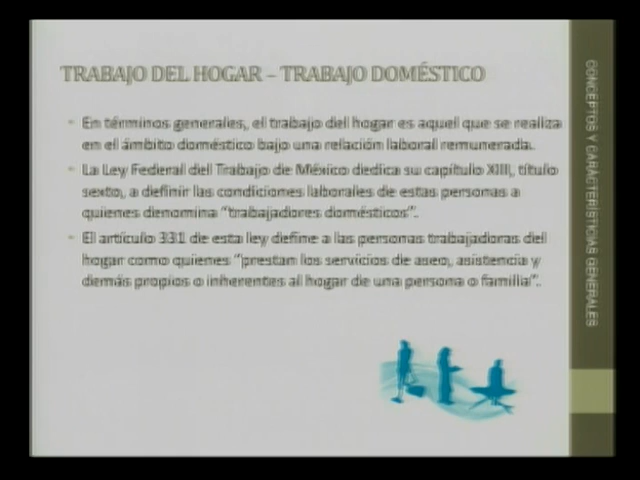 TRABAJO DEL HOGAR – TRABAJO DOMÉSTICO
• En términos generales, el trabajo del hogar es aquel que se realiza
en el ámbito doméstico bajo una relación laboral remunerada.
• La Ley Federal del Trabajo de México dedica su capítulo XIII, título
sexto, a definir las condiciones laborales de estas personas a
quienes denomina “trabajadores domésticos”.
• El artículo 331 de esta ley define a las personas trabajadoras del
hogar como quienes “prestan los servicios de aseo, asistencia y
demás propios o inherentes al hogar de una persona o familia”.
CONCEPTOS Y CARÁCTERÍSTICIAS GENERALES